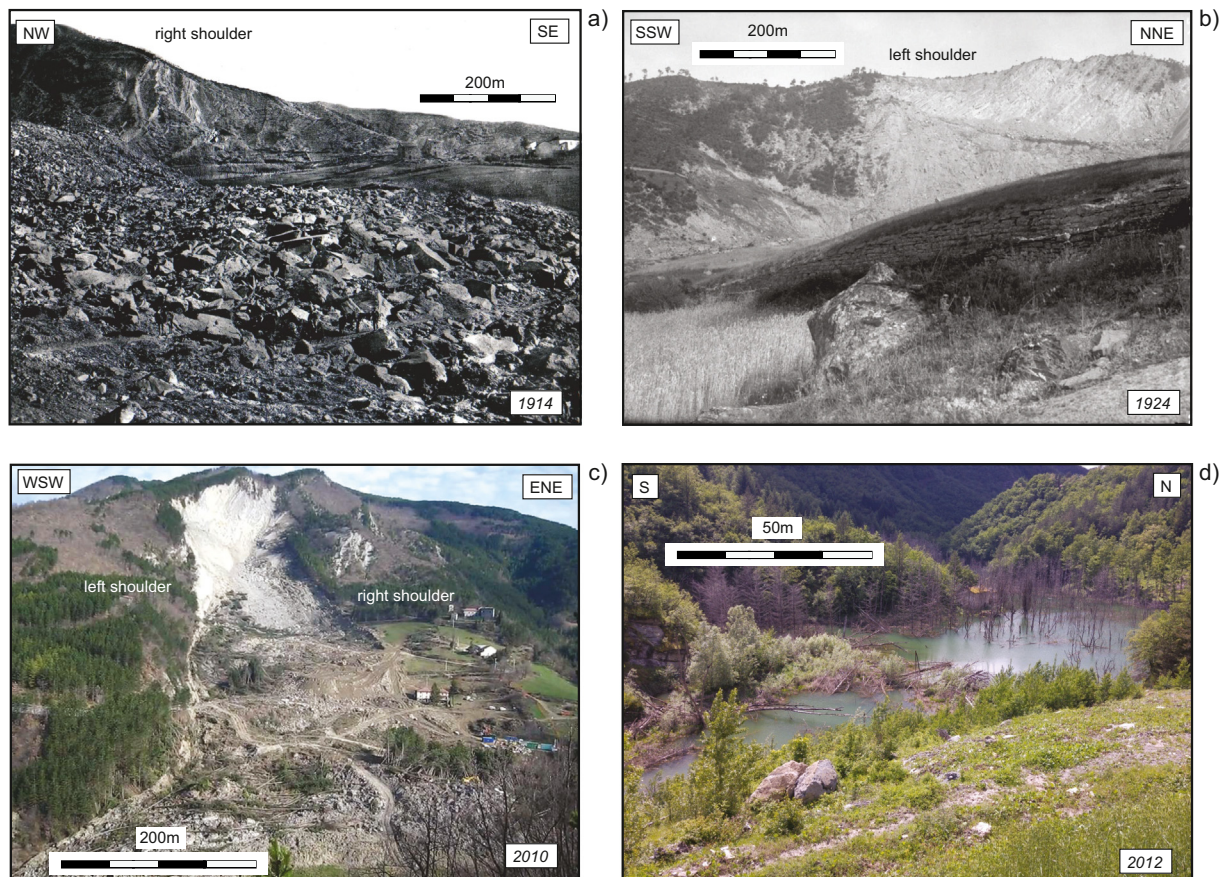 NW
right shoulder
SE
a)
200m
1914
SSW
200m
NNE
b)
left shoulder
1924
WSW
ENE
c)
left shoulder
right shoulder
200m
2010
S
N
d)
50m
2012